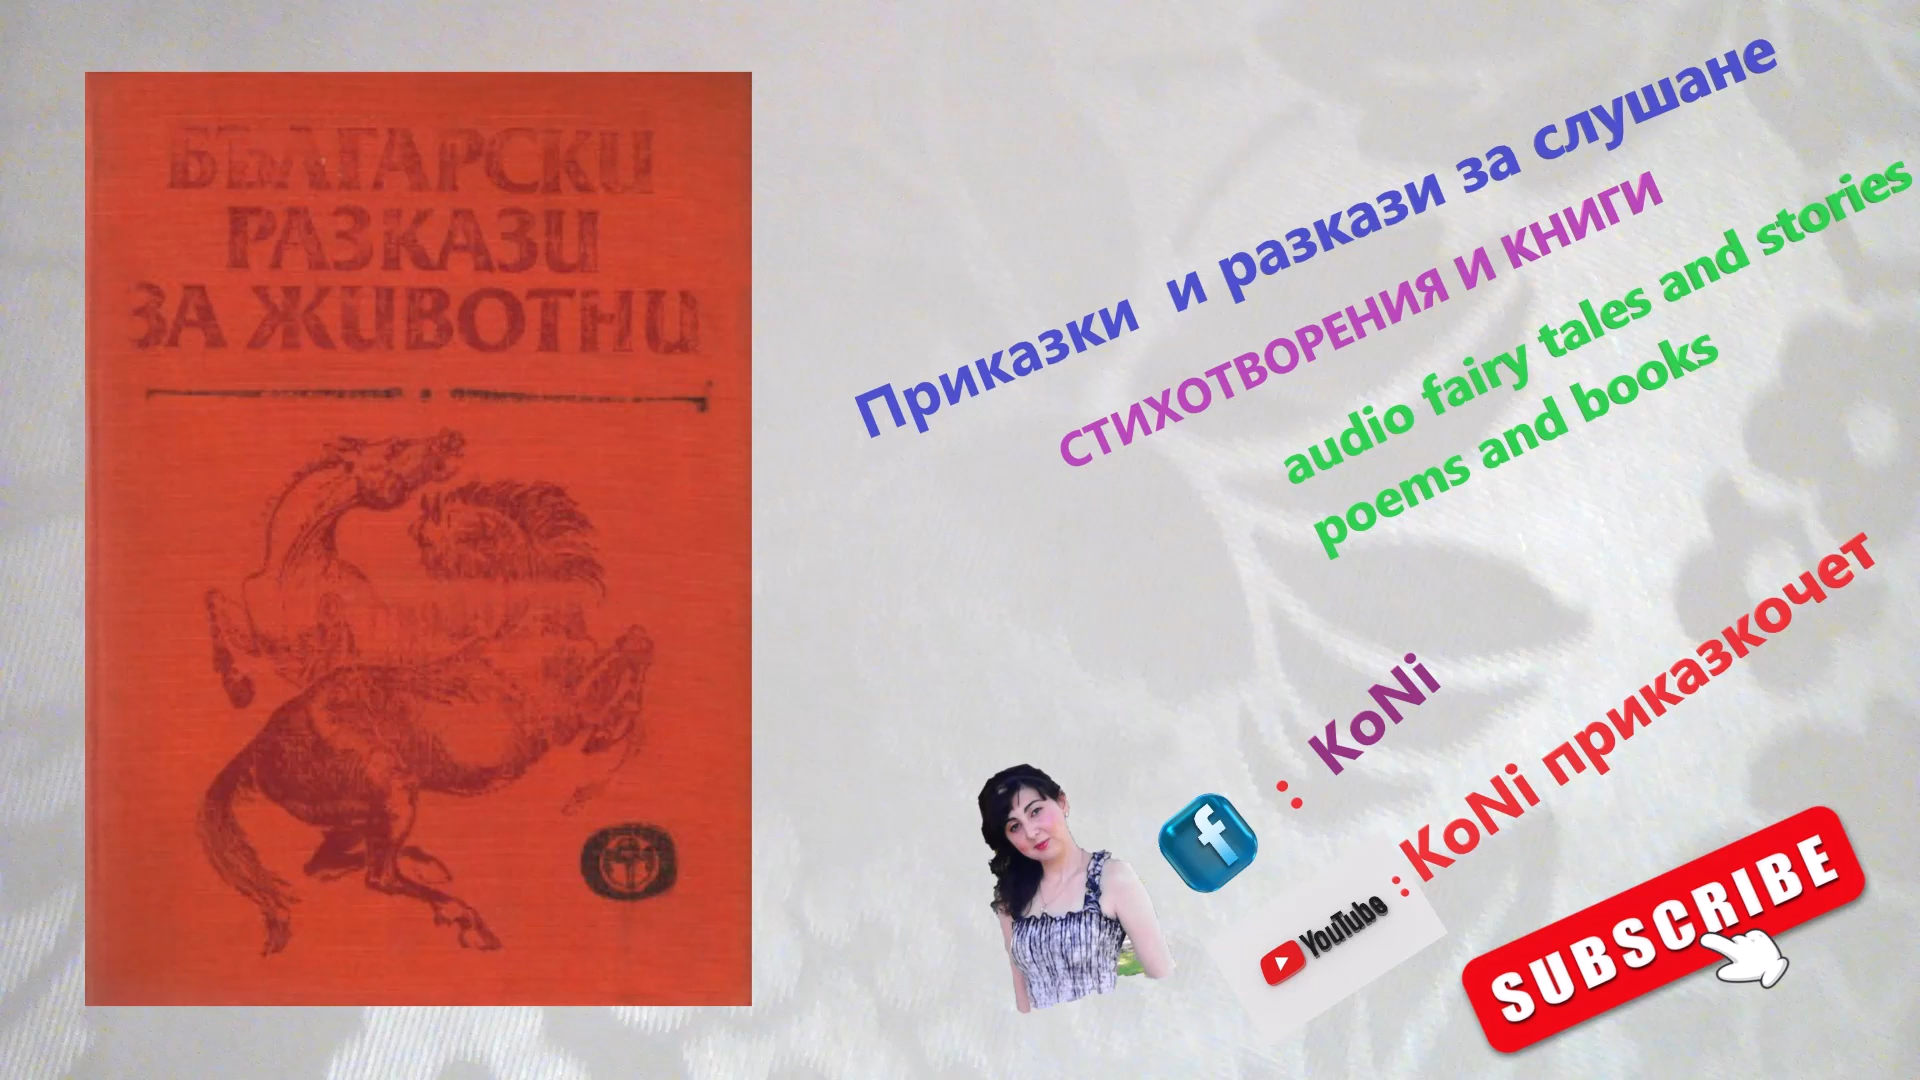 БЪЛГАРСКИ
РАЗКАЗИ
ЗА ЖИВОТНИ
Приказки и разкази за слушане
СТИХОТВОРЕНИЯ И КНИГИ
audio fairy tales and stories
poems and books
f : KoNi
YouTube : KoNi приказкочет
SUBSCRIBE